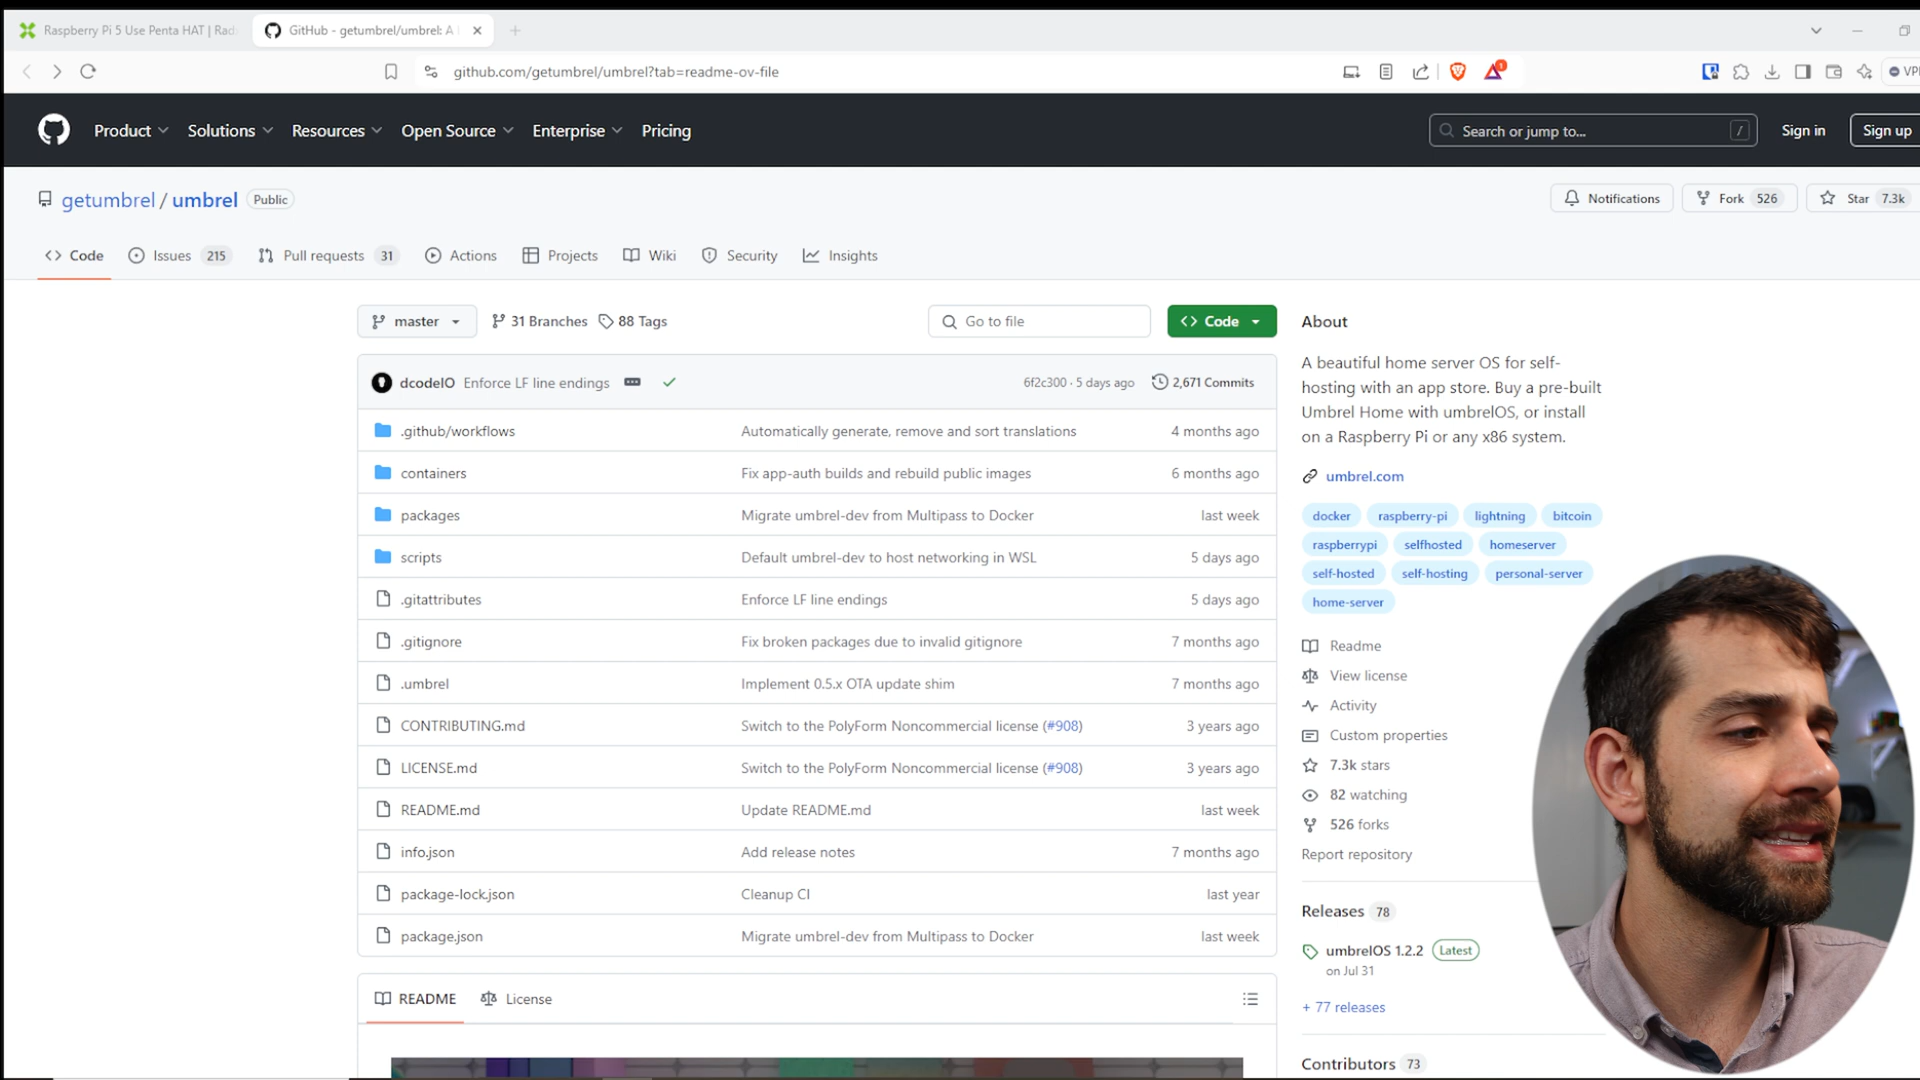 Raspberry Pi 5 Use Penta HAT | Rad
GitHub - getumbrel/umbrel: A
github.com/getumbrel/umbrel?tab=readme-ov-file
1
VP
Product
Solutions
Resources
Open Source
Enterprise
Pricing
Search or jump to...
/
Sign in
Sign up
getumbrel / umbrel Public
Notifications
Fork 526
Star 7.3k
Code
Issues 215
Pull requests 31
Actions
Projects
Wiki
Security
Insights
master
31 Branches
88 Tags
Go to file
Code
dcodeIO Enforce LF line endings 6f2c300 · 5 days ago 2,671 Commits
.github/workflows Automatically generate, remove and sort translations 4 months ago
containers Fix app-auth builds and rebuild public images 6 months ago
packages Migrate umbrel-dev from Multipass to Docker last week
scripts Default umbrel-dev to host networking in WSL 5 days ago
.gitattributes Enforce LF line endings 5 days ago
.gitignore Fix broken packages due to invalid gitignore 7 months ago
.umbrel Implement 0.5.x OTA update shim 7 months ago
CONTRIBUTING.md Switch to the PolyForm Noncommercial license (#908) 3 years ago
LICENSE.md Switch to the PolyForm Noncommercial license (#908) 3 years ago
README.md Update README.md last week
info.json Add release notes 7 months ago
package-lock.json Cleanup CI last year
package.json Migrate umbrel-dev from Multipass to Docker last week
README
License
About
A beautiful home server OS for self-
hosting with an app store. Buy a pre-built
Umbrel Home with umbrelOS, or install
on a Raspberry Pi or any x86 system.
umbrel.com
docker raspberry-pi lightning bitcoin
raspberrypi selfhosted homeserver
self-hosted self-hosting personal-server
home-server
Readme
View license
Activity
Custom properties
7.3k stars
82 watching
526 forks
Report repository
Releases 78
umbrelOS 1.2.2 Latest
on Jul 31
+ 77 releases
Contributors 73